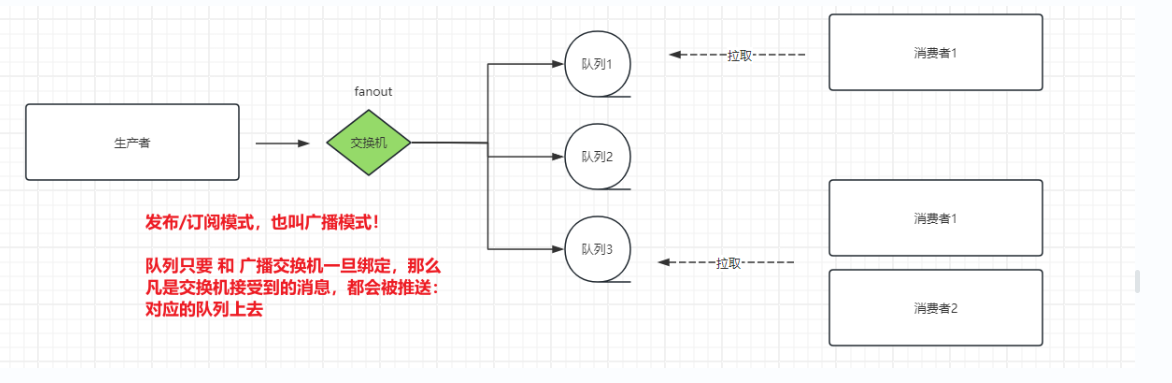 消费者1
拉取
队列1
fanout
生产者
交换机
队列2
发布/订阅模式，也叫广播模式！
消费者1
队列只要 和 广播交换机一旦绑定，那么
凡是交换机接受到的消息，都会被推送：
对应的队列上去
队列3
拉取
消费者2